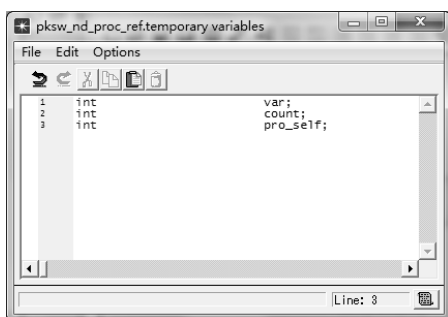 pksw_nd_proc_ref.temporary variables
File Edit Options
1 int var;
2 int count;
3 int pro_self;
Line: 3